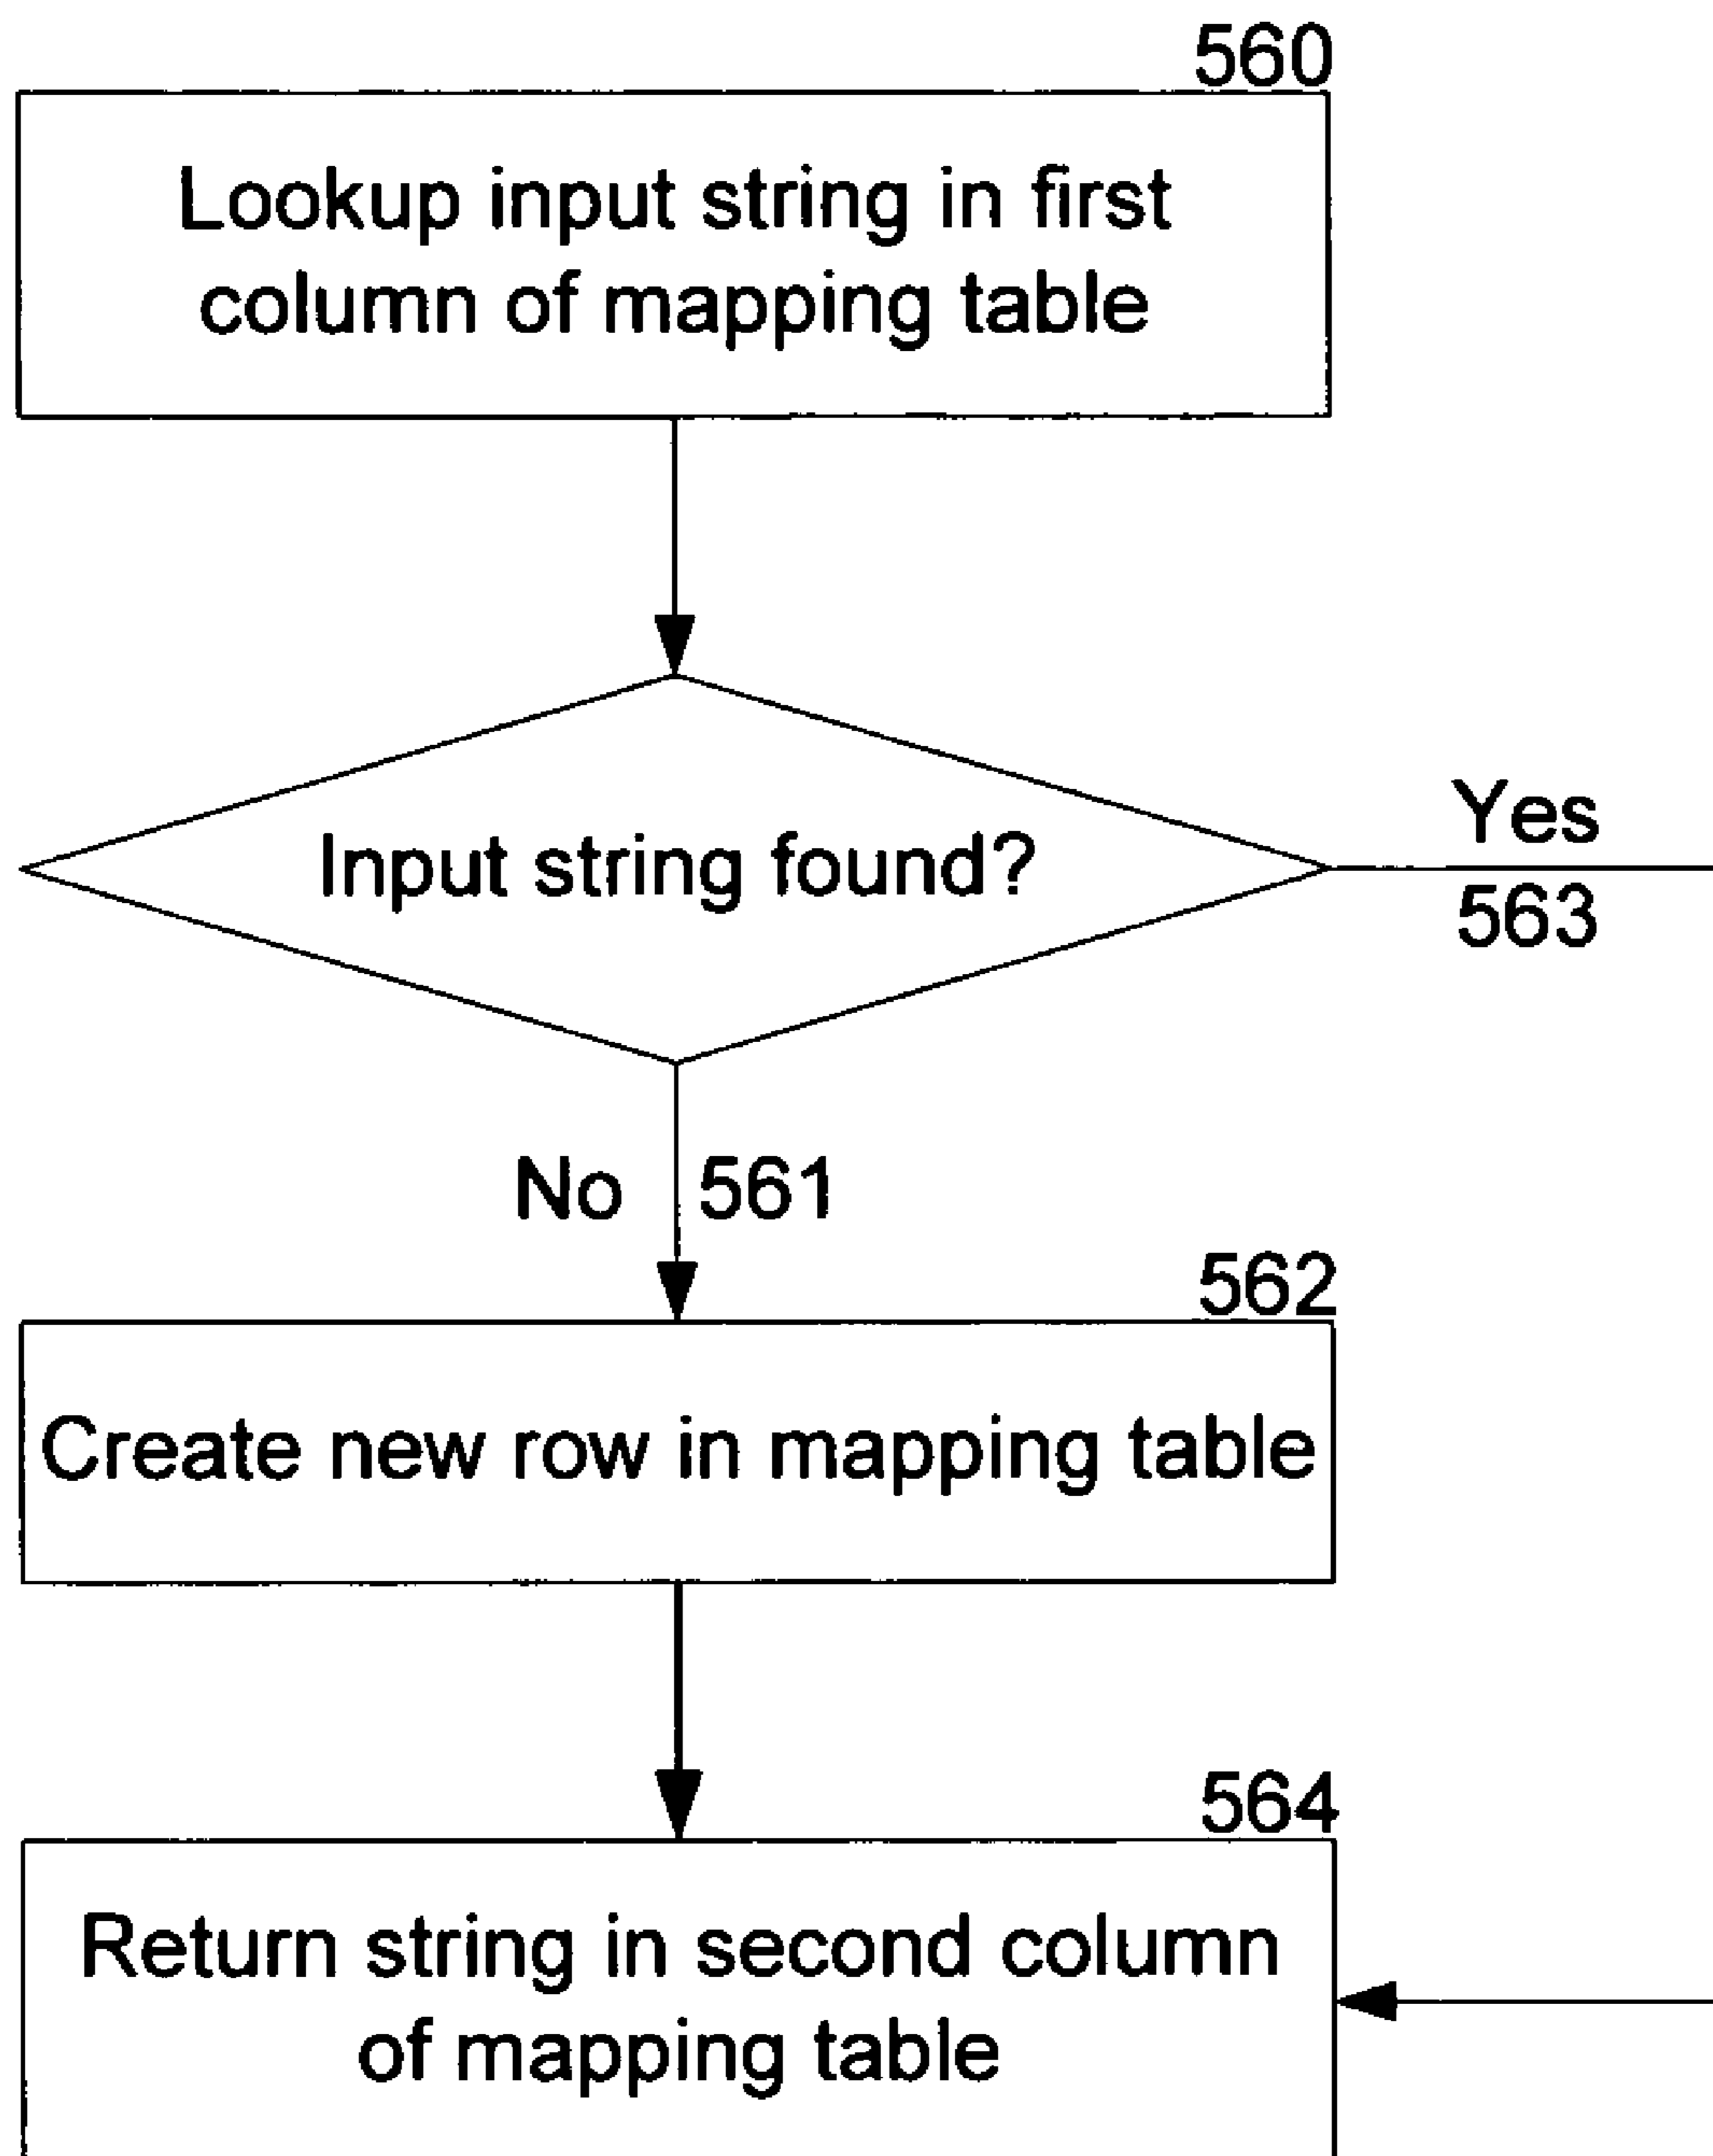 560
Lookup input string in first
column of mapping table
Input string found?
Yes
563
No 561
562
Create new row in mapping table
564
Return string in second column
of mapping table